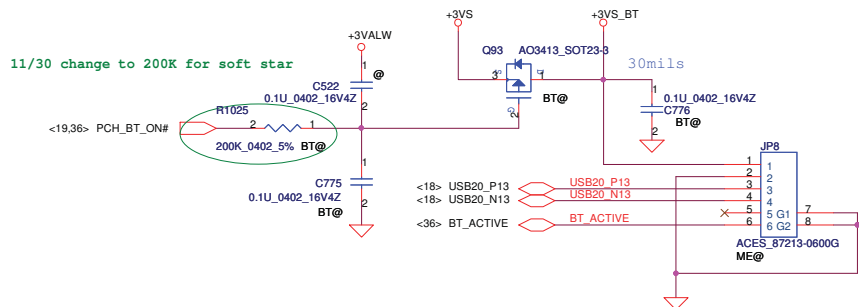 +3VALW
+3VS
+3VS_BT
Q93 AO3413_SOT23-3
11/30 change to 200K for soft star
30mils
1
@
C522
0.1U_0402_16V4Z
2
3 S D 1
G
2
BT@
1
0.1U_0402_16V4Z
C776
BT@
2
R1025
<19,36> PCH_BT_ON#
2 1
200K_0402_5% BT@
1
C775
0.1U_0402_16V4Z
2
BT@
JP8
1 1
2 2
<18> USB20_P13 USB20_P13 3 3
<18> USB20_N13 USB20_N13 4 4
5 5 G1 7
<36> BT_ACTIVE BT_ACTIVE 6 6 G2 8
ACES_87213-0600G
ME@